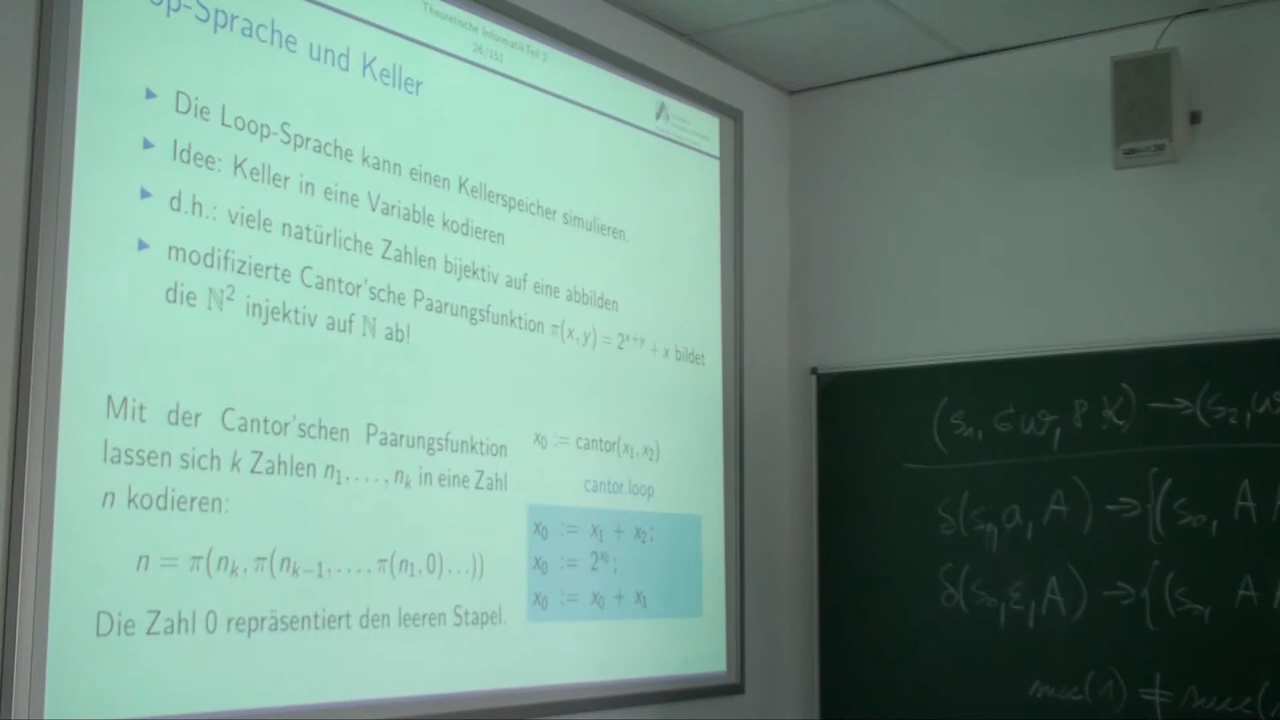 Theoretische Informatik Teil 2
26/151
op-Sprache und Keller
Die Loop-Sprache kann einen Kellerspeicher simulieren.
Idee: Keller in eine Variable kodieren
d.h.: viele natürliche Zahlen bijektiv auf eine abbilden
modifizierte Cantor'sche Paarungsfunktion π(x, y) = 2^{x+y} + x bildet
die ℕ² injektiv auf ℕ ab!
Mit der Cantor'schen Paarungsfunktion
lassen sich k Zahlen n₁, . . . , nₖ in eine Zahl
n kodieren:
n = π(nₖ, π(nₖ₋₁, . . . , π(n₁, 0) . . .))
Die Zahl 0 repräsentiert den leeren Stapel.
x₀ := cantor(x₁, x₂)
cantor.loop
x₀ := x₁ + x₂;
x₀ := 2^{x₀};
x₀ := x₀ + x₁
δ(s₀, ε, A) → {(s₀, A
succ(1) ≠ succ(